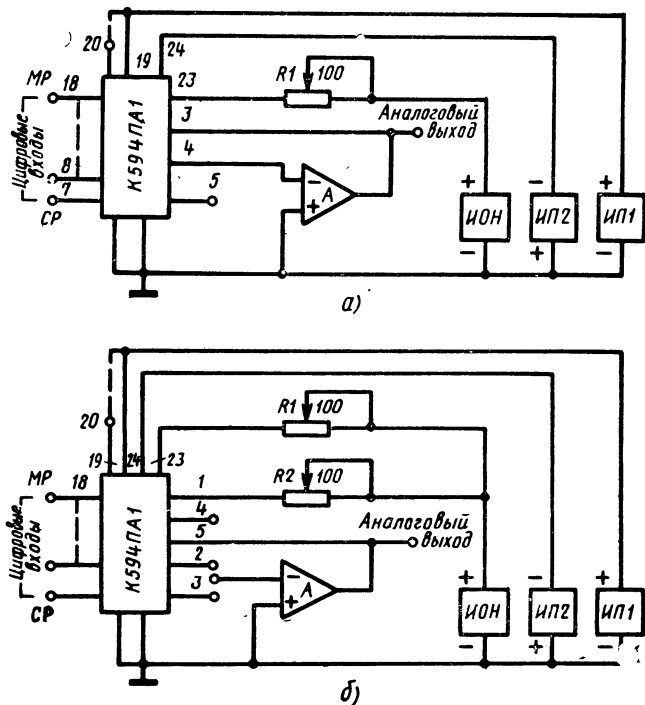 20
19
24
МР
18
23
R1
100
3
Аналоговый
выход
4
Цифровые
входы
К594ПА1
8
5
7
СР
−
+
А
+
−
+
ИОН
ИП2
ИП1
−
+
−
а)
20
R1
100
19
24
23
МР
18
1
R2
100
4
5
Аналоговый
выход
Цифровые
входы
К594ПА1
2
3
СР
−
+
А
+
−
+
ИОН
ИП2
ИП1
−
+
−
б)